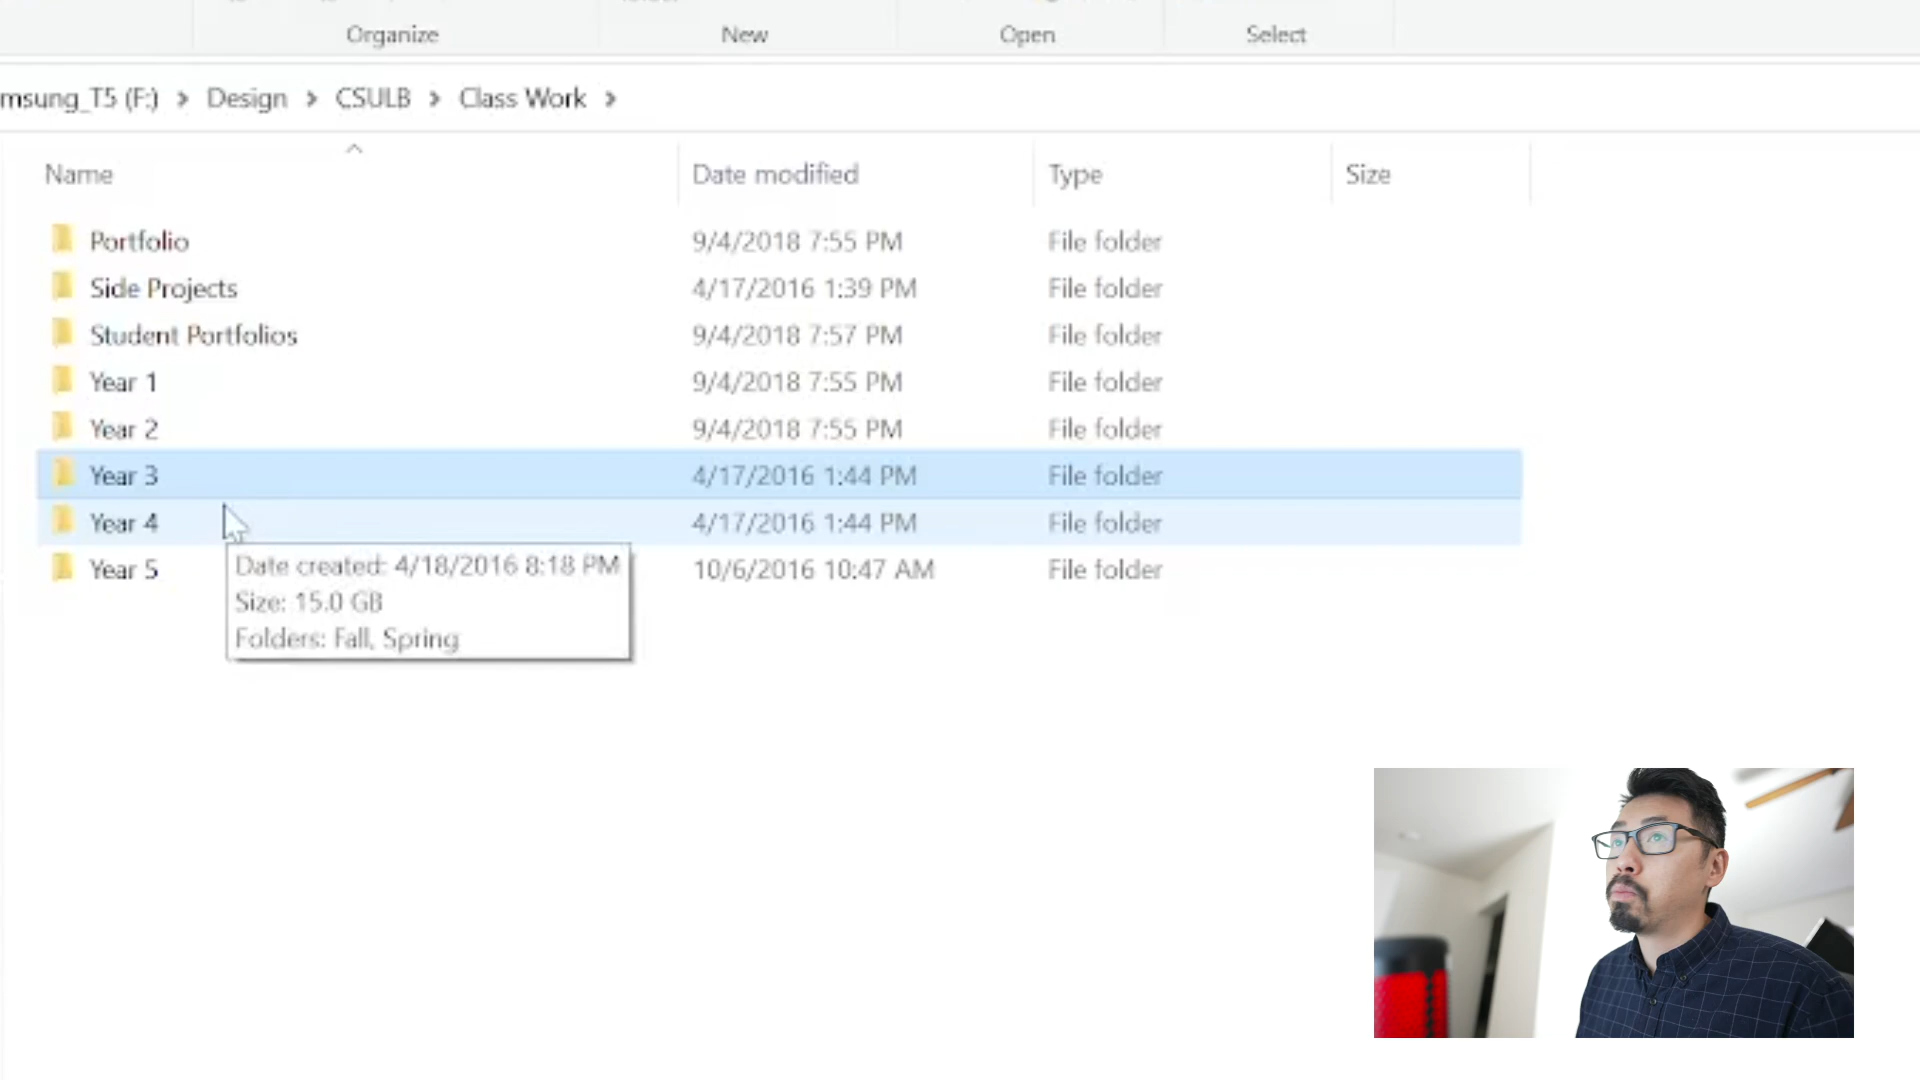 Organize New Open Select
msung_T5 (F:) > Design > CSULB > Class Work >
Name Date modified Type Size
Portfolio 9/4/2018 7:55 PM File folder
Side Projects 4/17/2016 1:39 PM File folder
Student Portfolios 9/4/2018 7:57 PM File folder
Year 1 9/4/2018 7:55 PM File folder
Year 2 9/4/2018 7:55 PM File folder
Year 3 4/17/2016 1:44 PM File folder
Year 4 4/17/2016 1:44 PM File folder
Year 5 10/6/2016 10:47 AM File folder
Date created: 4/18/2016 8:18 PM
Size: 15.0 GB
Folders: Fall, Spring